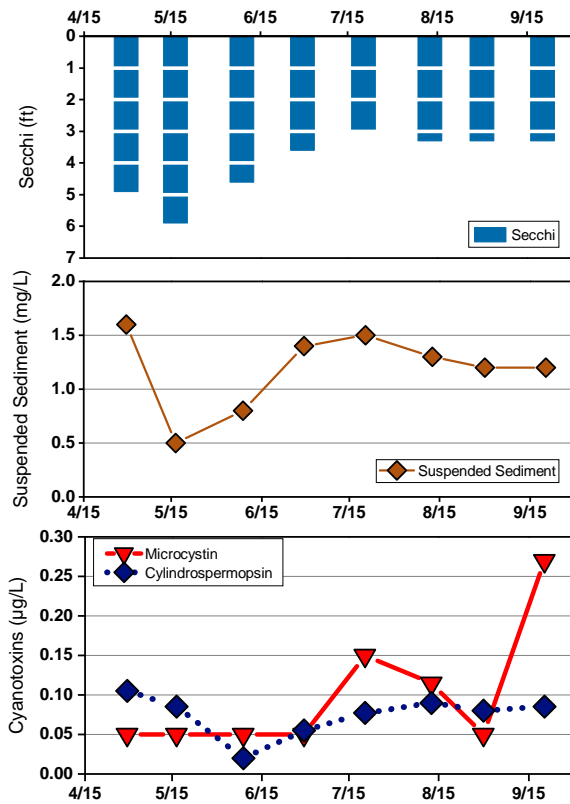 4/15 5/15 6/15 7/15 8/15 9/15
Secchi (ft)
0
1
2
3
4
5
6
7
Secchi
Suspended Sediment (mg/L)
2.0
1.5
1.0
0.5
0.0
Suspended Sediment
4/15 5/15 6/15 7/15 8/15 9/15
Cyanotoxins (µg/L)
0.30
0.25
0.20
0.15
0.10
0.05
0.00
Microcystin
Cylindrospermopsin
4/15 5/15 6/15 7/15 8/15 9/15